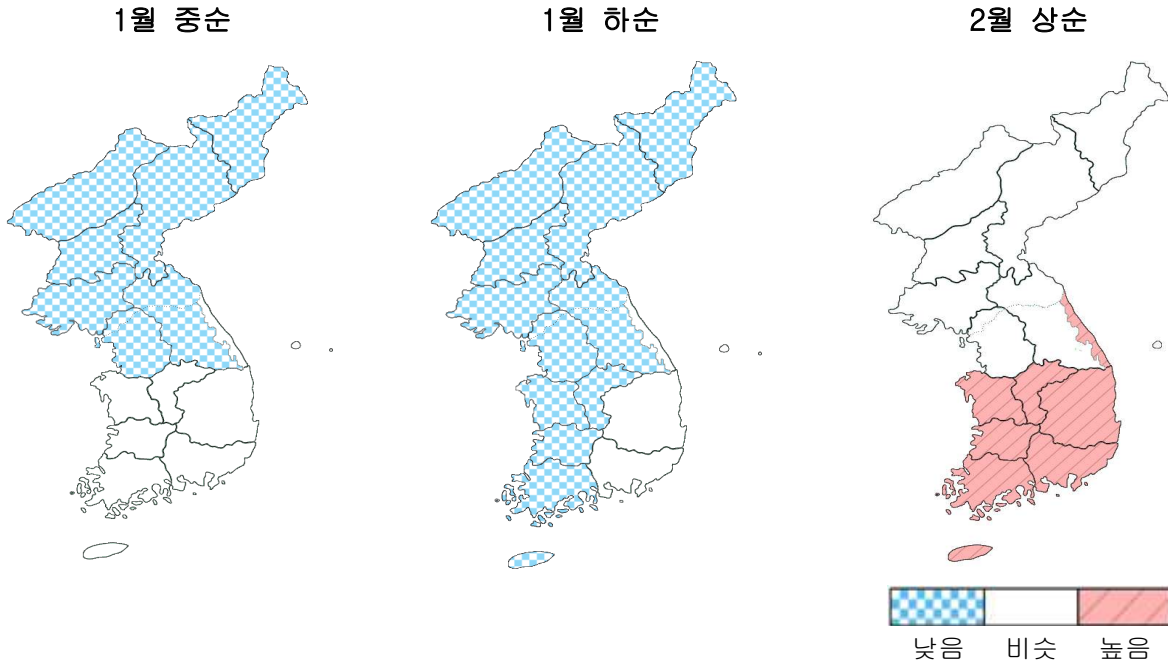 1월 중순
1월 하순
2월 상순
낮음
비슷
높음